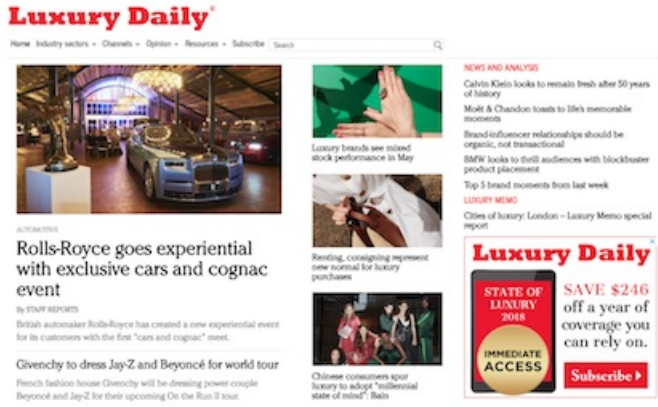 Luxury Daily®
Home Industry sectors Channels Opinion Resources Subscribe Search
AUTOMOTIVE
Rolls-Royce goes experiential
with exclusive cars and cognac
event
By STAFF REPORTS
British automaker Rolls-Royce has created a new experiential event
for its customers with the first "cars and cognac" meet.
Givenchy to dress Jay-Z and Beyoncé for world tour
French fashion house Givenchy will be dressing power couple
Beyoncé and Jay-Z for their upcoming On the Run II tour.
Luxury brands see mixed
stock performance in May
Renting, consigning represent
new normal for luxury
purchases
Chinese consumers spur
luxury to adopt "millennial
state of mind": Bain
NEWS AND ANALYSIS
Calvin Klein looks to remain fresh after 50 years
of history
Moët & Chandon toasts to life's memorable
moments
Brand-influencer relationships should be
organic, not transactional
BMW looks to thrill audiences with blockbuster
product placement
Top 5 brand moments from last week
LUXURY MEMO
Cities of luxury: London – Luxury Memo special
report
Luxury Daily
STATE OF
LUXURY
2018
IMMEDIATE
ACCESS
SAVE $246
off a year of
coverage you
can rely on.
Subscribe